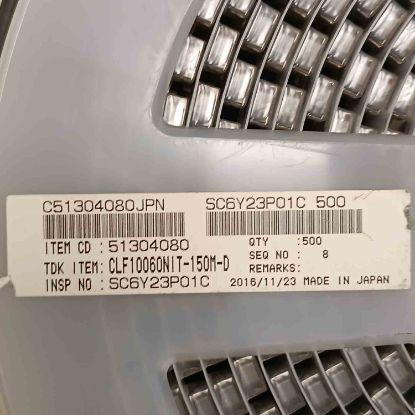 C51304080JPN SC6Y23P01C 500
ITEM CD : 51304080 QTY :500
TDK ITEM: CLF10060NIT-150M-D SEQ NO : 8
INSP NO : SC6Y23P01C REMARKS:
2016/11/23 MADE IN JAPAN